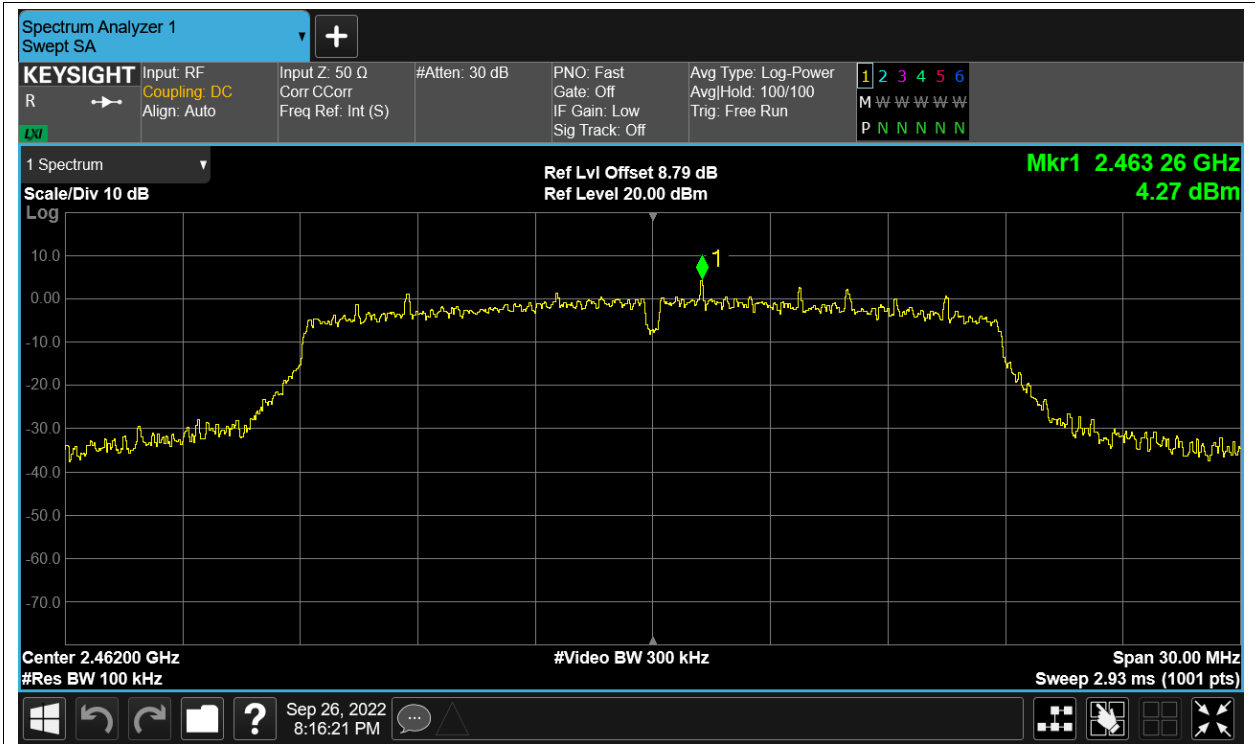 Spectrum Analyzer 1
Swept SA
KEYSIGHT
R
LXI
Input: RF
Coupling: DC
Align: Auto
Input Z: 50 Ω
Corr CCorr
Freq Ref: Int (S)
#Atten: 30 dB
PNO: Fast
Gate: Off
IF Gain: Low
Sig Track: Off
Avg Type: Log-Power
Avg|Hold: 100/100
Trig: Free Run
1 2 3 4 5 6
M W W W W W
P N N N N N
1 Spectrum
Scale/Div 10 dB
Log
Ref Lvl Offset 8.79 dB
Ref Level 20.00 dBm
Mkr1 2.463 26 GHz
4.27 dBm
1
10.0
0.00
-10.0
-20.0
-30.0
-40.0
-50.0
-60.0
-70.0
Center 2.46200 GHz
#Res BW 100 kHz
#Video BW 300 kHz
Span 30.00 MHz
Sweep 2.93 ms (1001 pts)
?
Sep 26, 2022
8:16:21 PM